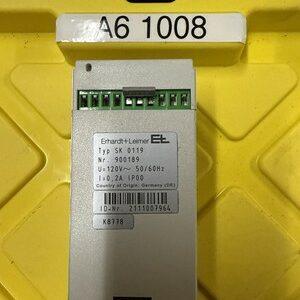 A6 1008
Erhardt+Leimer E+L
Typ SK 0119
Nr. 900189
U=120V~ 50/60Hz
I=0,2A IP00
Country of Origin: Germany (DE)
ID-Nr. 2111007964
K8778